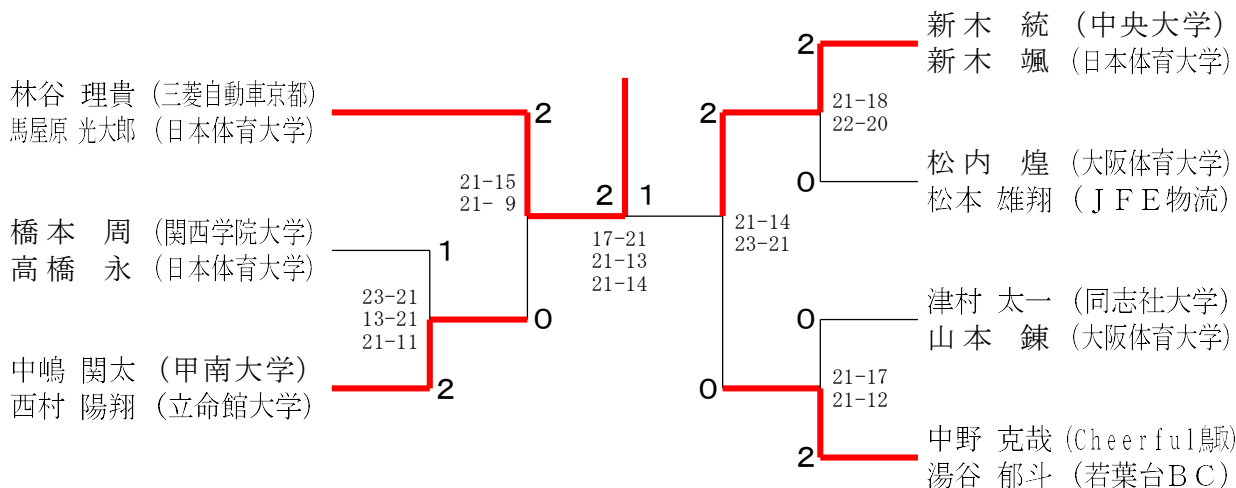 林谷 理貴 (三菱自動車京都)
馬屋原 光大郎 (日本体育大学)
橋本 周 (関西学院大学)
高橋 永 (日本体育大学)
中嶋 関太 (甲南大学)
西村 陽翔 (立命館大学)
2
21-15
21- 9
1
23-21
13-21
21-11
0
2
2
1
17-21
21-13
21-14
2
21-14
23-21
0
2
21-18
22-20
0
0
21-17
21-12
2
新木 統 (中央大学)
新木 颯 (日本体育大学)
松内 煌 (大阪体育大学)
松本 雄翔 (ＪＦＥ物流)
津村 太一 (同志社大学)
山本 錬 (大阪体育大学)
中野 克哉 (Cheerful鳥取)
湯谷 郁斗 (若葉台ＢＣ)